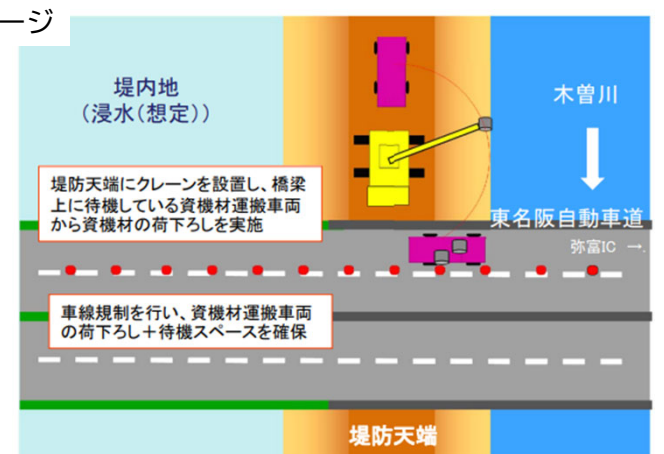 ージ
堤内地
（浸水（想定））
木曽川
堤防天端にクレーンを設置し、橋梁
上に待機している資機材運搬車両
から資機材の荷下ろしを実施
東名阪自動車道
弥富IC →
車線規制を行い、資機材運搬車両
の荷下ろし＋待機スペースを確保
堤防天端